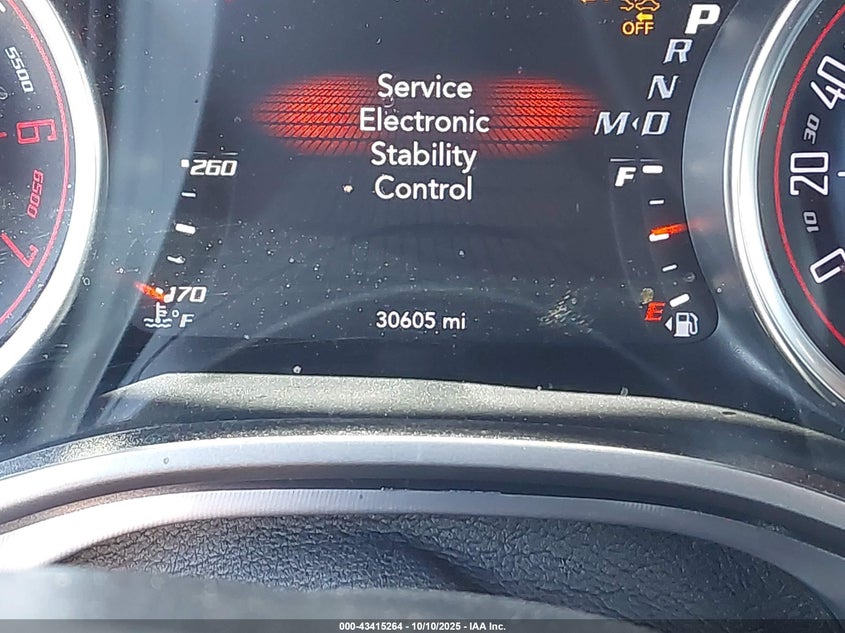 OFF
P
R
N
M D
Service
Electronic
Stability
Control
260
170
°F
F
E
30605 mi
5500
6
6500
7
40
30
20
10
0
000-43415264 - 10/10/2025 - IAA Inc.